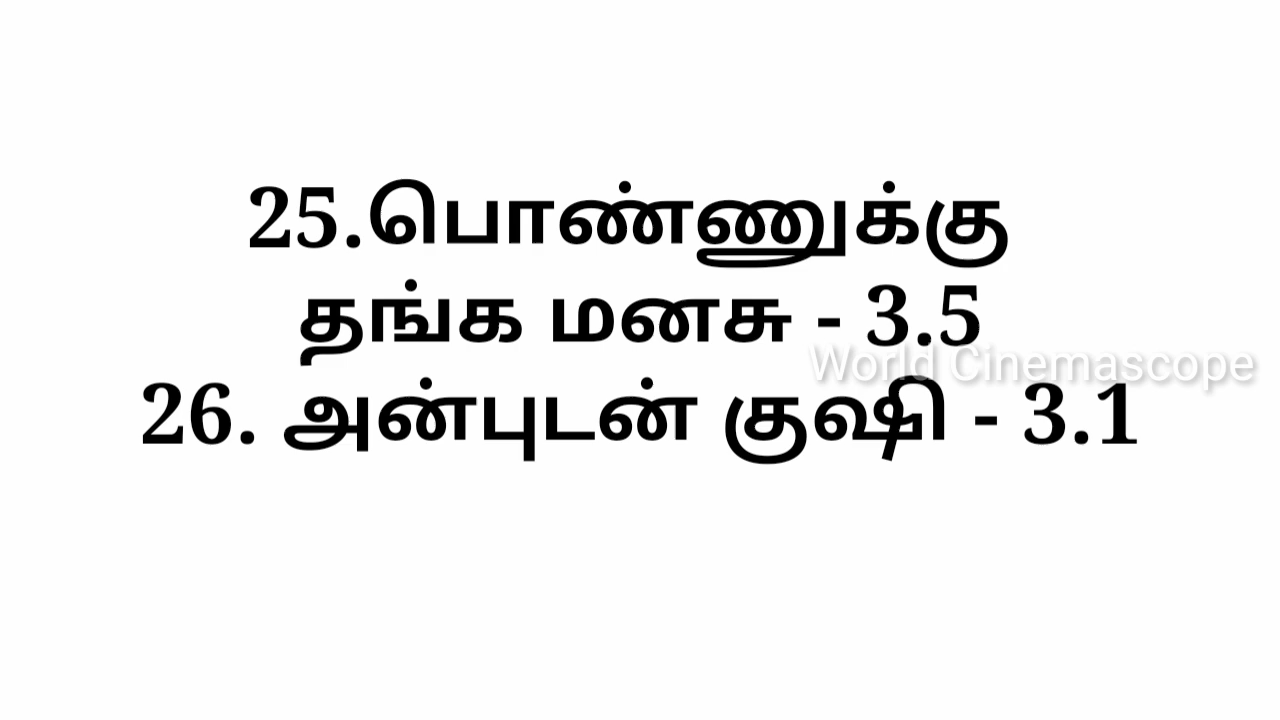 25.பொண்ணுக்கு
தங்க மனசு - 3.5
World Cinemascope
26. அன்புடன் குஷி - 3.1